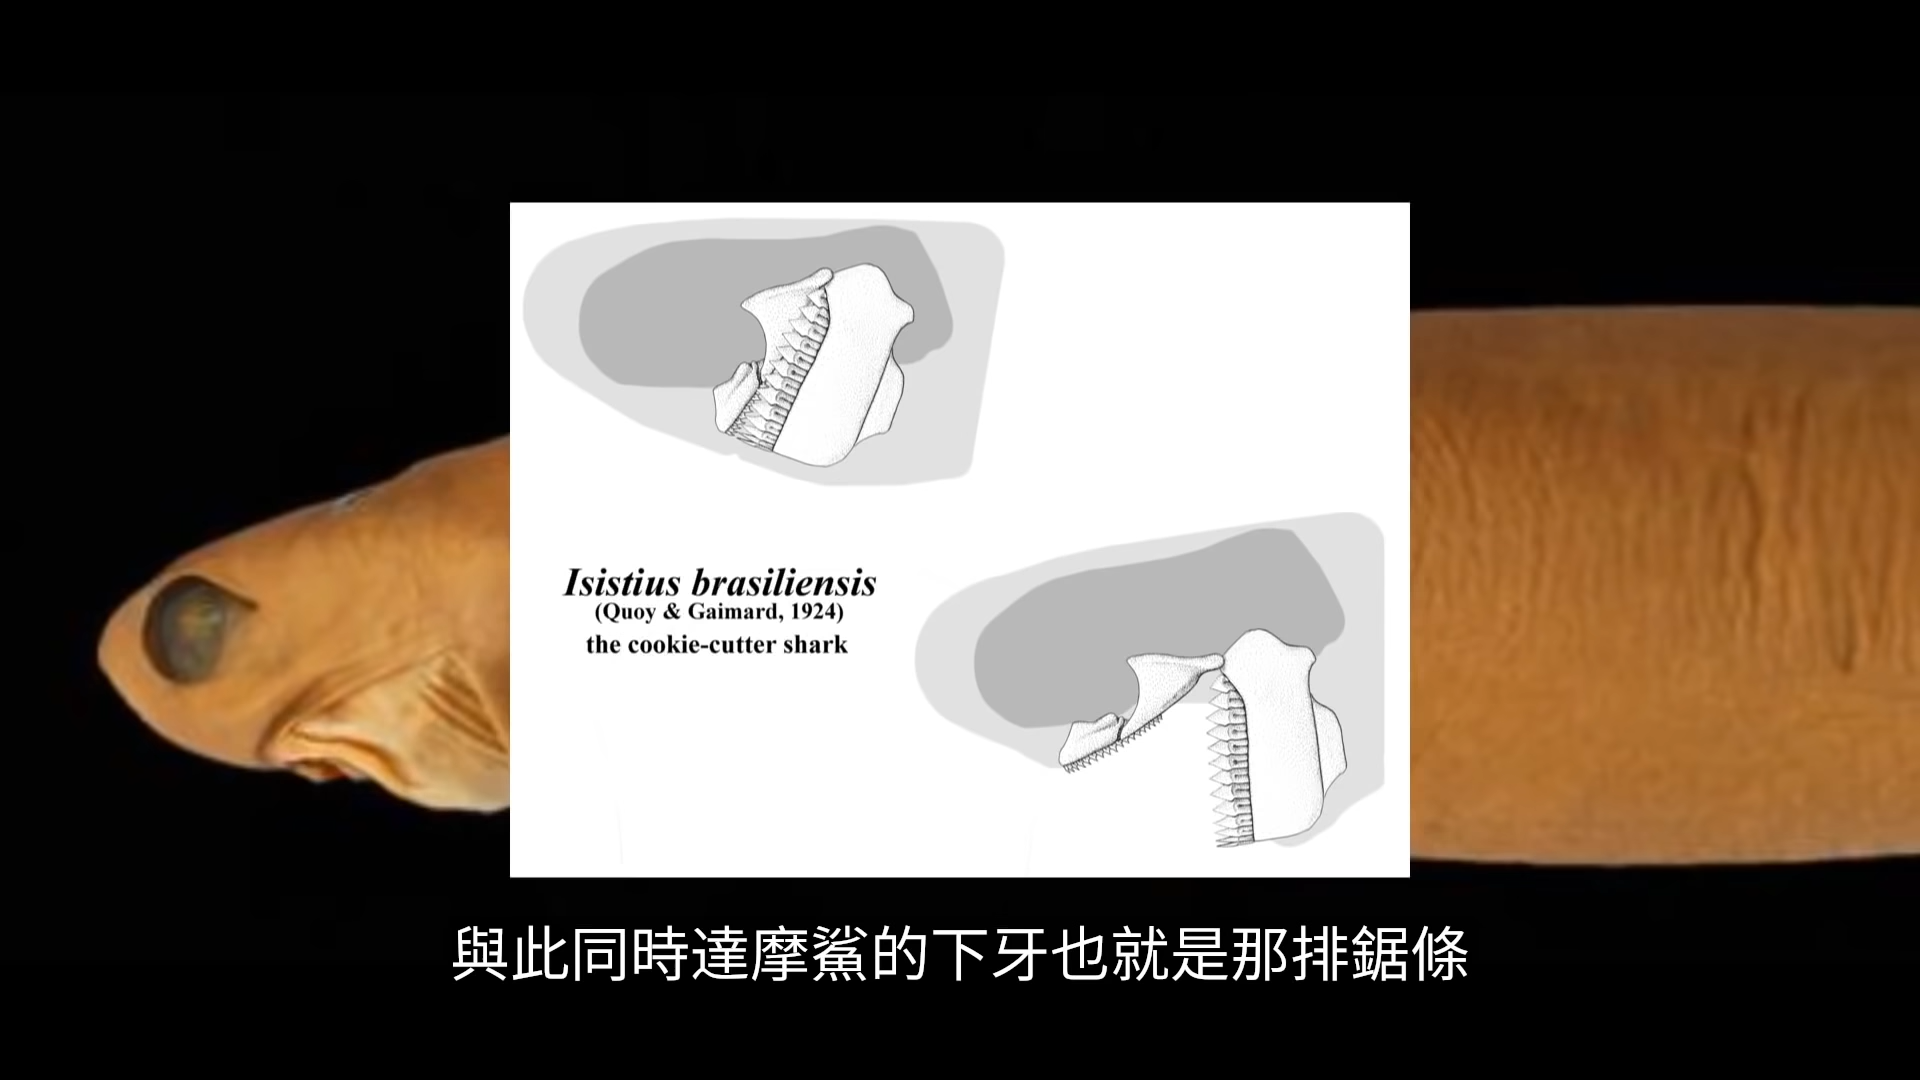 Isistius brasiliensis
(Quoy & Gaimard, 1924)
the cookie-cutter shark
與此同時達摩鯊的下牙也就是那排鋸條